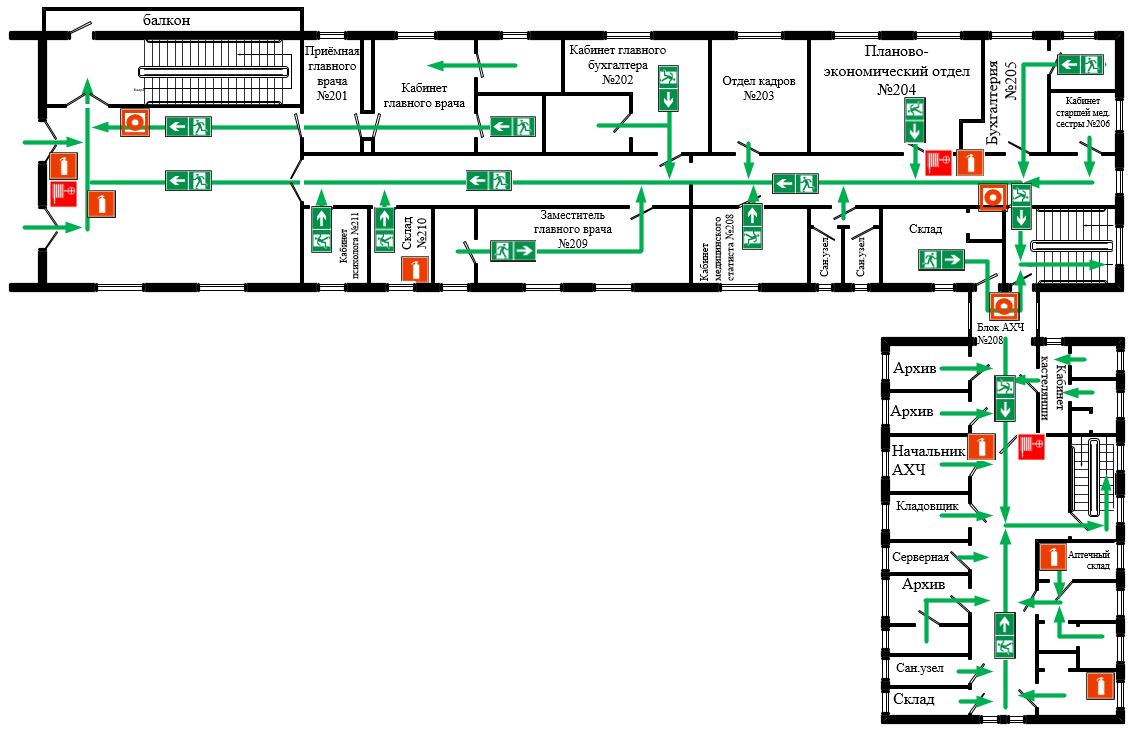 балкон
Приёмная
главного
врача
№201
Кабинет
главного врача
Кабинет главного
бухгалтера
№202
Отдел кадров
№203
Планово-
экономический отдел
№204
Бухгалтерия
№205
Кабинет
старшей мед.
сестры №206
Кабинет
психолога №211
Склад
№210
Заместитель
главного врача
№209
Кабинет
медицинского
статиста №208
Сан.узел
Сан.узел
Склад
Блок АХЧ
№208
Архив
Кабинет
кастелянши
Архив
Начальник
АХЧ
Кладовщик
Серверная
Аптечный
склад
Архив
Сан.узел
Склад